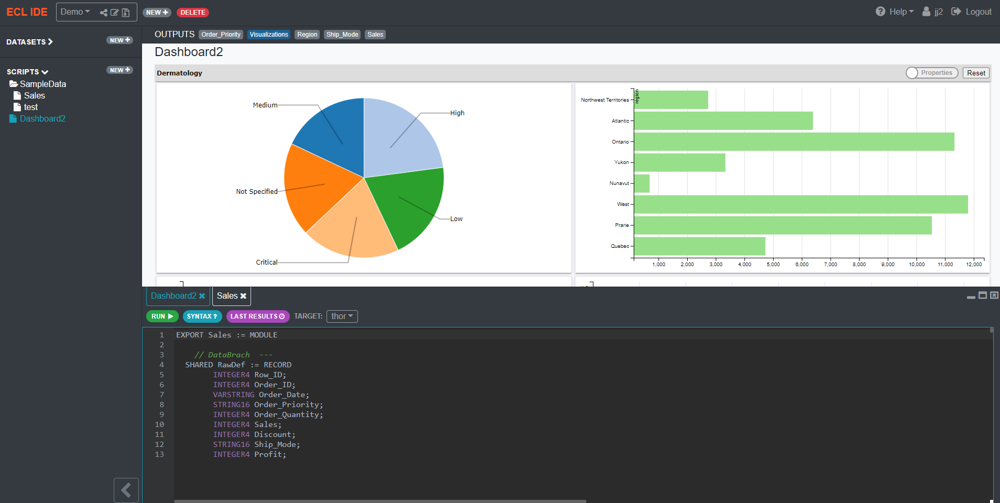 ECL IDE Demo NEW DELETE Help jj2 Logout
DATASETS NEW
SCRIPTS NEW
SampleData
Sales
test
Dashboard2
OUTPUTS Order_Priority Visualizations Region Ship_Mode Sales
Dashboard2
Dermatology Properties Reset
Medium
High
Not Specified
Low
Critical
region
Northwest Territories
Atlantic
Ontario
Yukon
Nunavut
West
Prarie
Quebec
1,000 2,000 3,000 4,000 5,000 6,000 7,000 8,000 9,000 10,000 11,000 12,000
Dashboard2 Sales
RUN SYNTAX ? LAST RESULTS TARGET: thor
1 EXPORT Sales := MODULE
2
3 // DataBrach ---
4 SHARED RawDef := RECORD
5 INTEGER4 Row_ID;
6 INTEGER4 Order_ID;
7 VARSTRING Order_Date;
8 STRING16 Order_Priority;
9 INTEGER4 Order_Quantity;
10 INTEGER4 Sales;
11 INTEGER4 Discount;
12 STRING16 Ship_Mode;
13 INTEGER4 Profit;